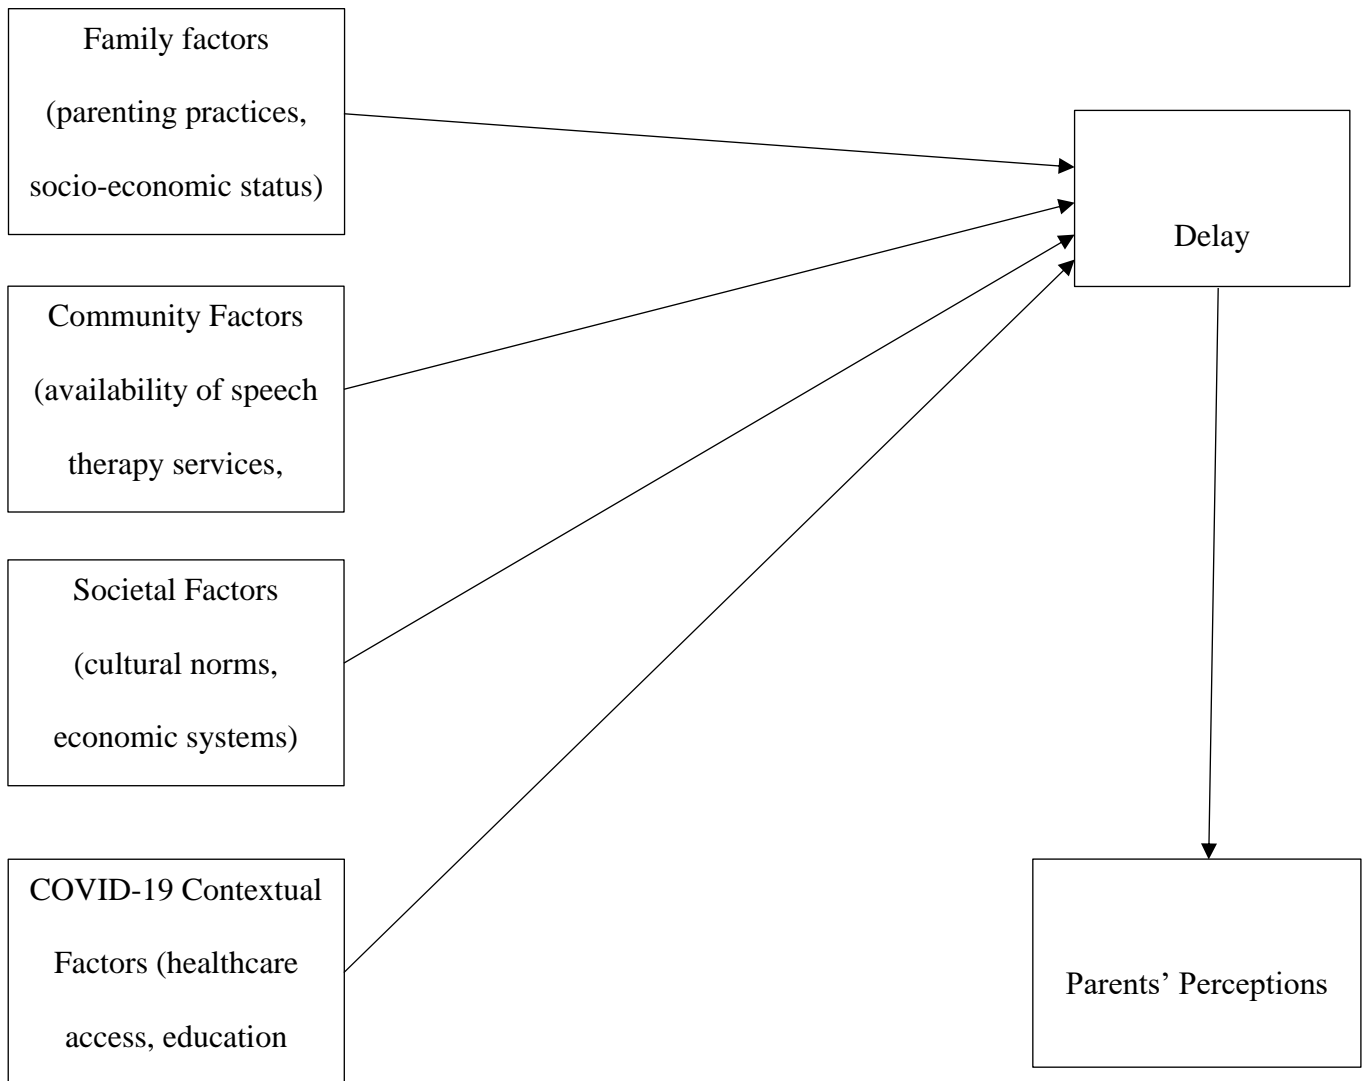 Family factors
(parenting practices,
socio-economic status)
Community Factors
(availability of speech
therapy services,
Societal Factors
(cultural norms,
economic systems)
COVID-19 Contextual
Factors (healthcare
access, education
Delay
Parents’ Perceptions